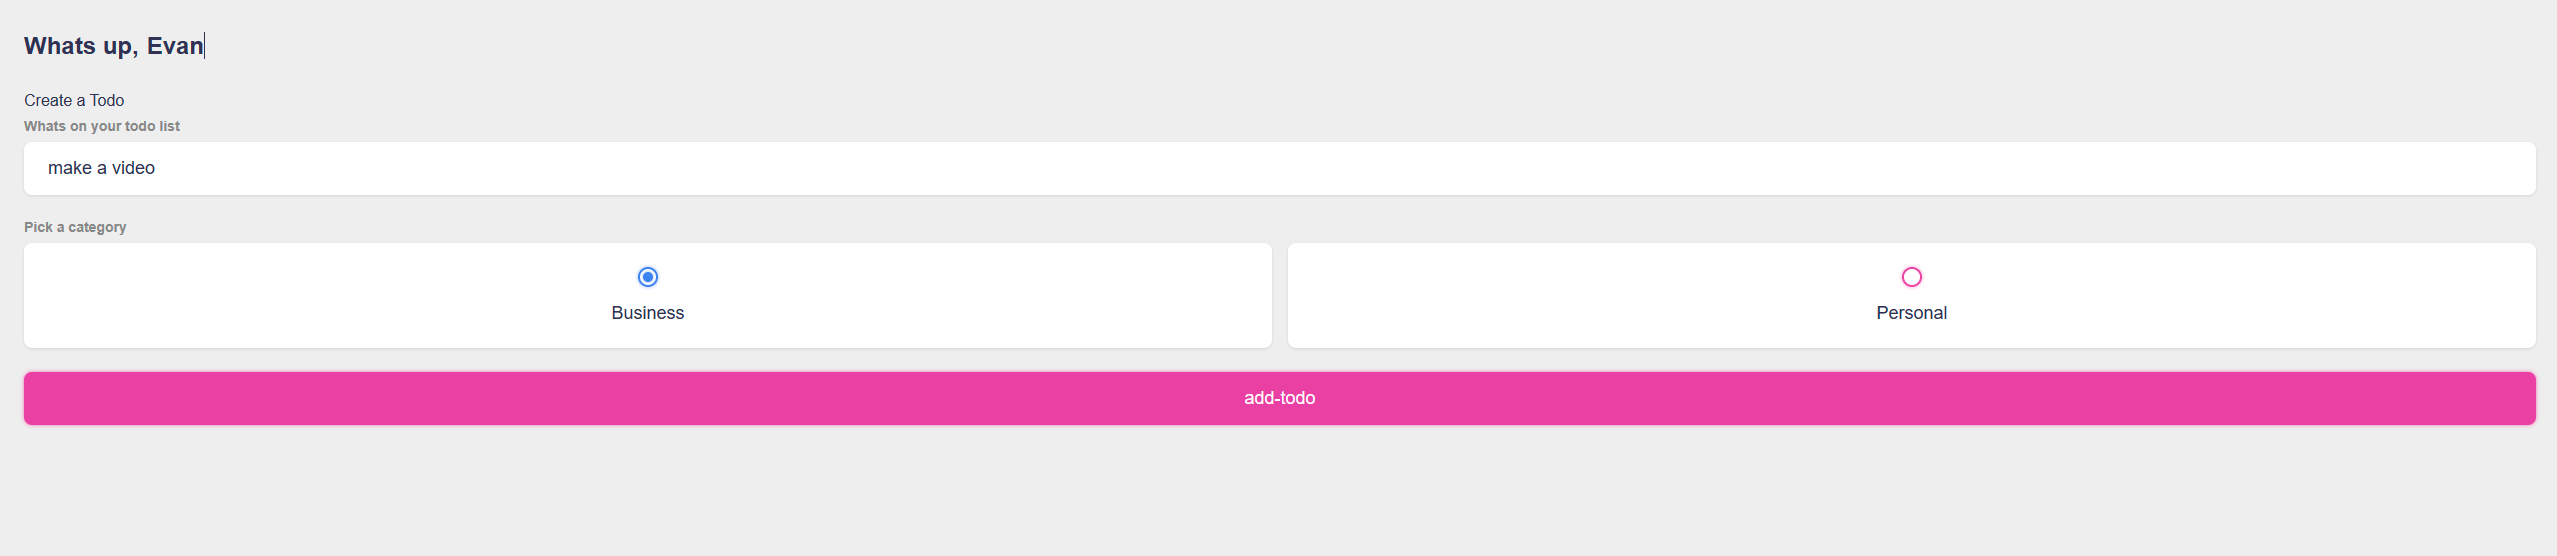 Whats up, Evan
Create a Todo
Whats on your todo list
make a video
Pick a category
Business
Personal
add-todo